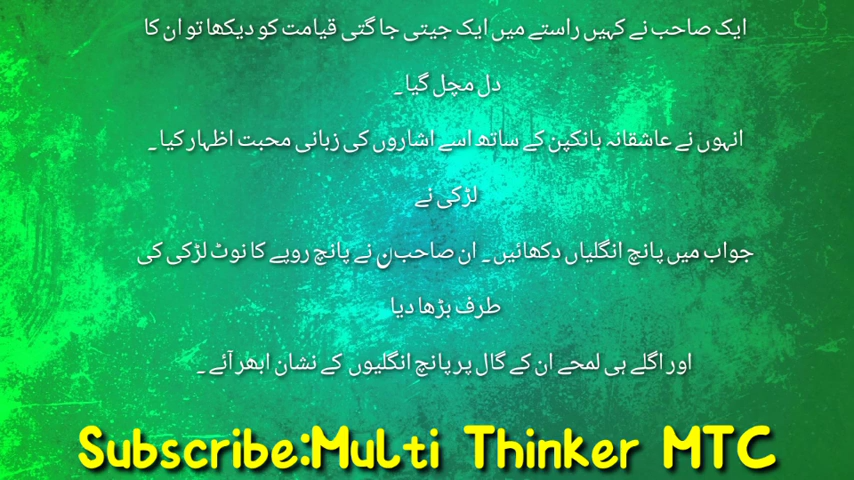 ایک صاحب نے کہیں راستے میں ایک جیتی جاگتی قیامت کو دیکھا تو ان کا
دل مچل گیا۔
انہوں نے عاشقانہ بانکپن کے ساتھ اسے اشاروں کی زبانی محبت اظہار کیا۔
لڑکی نے
جواب میں پانچ انگلیاں دکھائیں۔ ان صاحبن نے پانچ روپے کا نوٹ لڑکی کی
طرف بڑھا دیا
اور اگلے ہی لمحے ان کے گال پر پانچ انگلیوں کے نشان ابھر آئے۔
Subscribe:Multi Thinker MTC